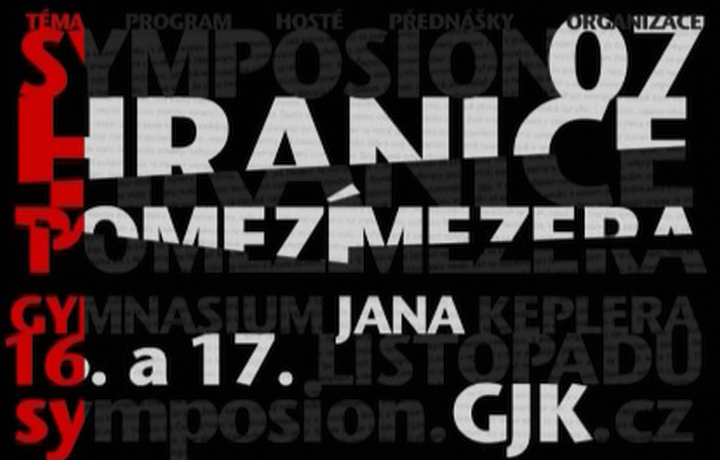 TÉMA PROGRAM HOSTÉ PŘEDNÁŠKY ORGANIZACE
SYMPOSION 07
HRANICE
POMEZÍ MEZERA
GYMNASIUM JANA KEPLERA
16. a 17. LISTOPADU
symposion.GJK.cz